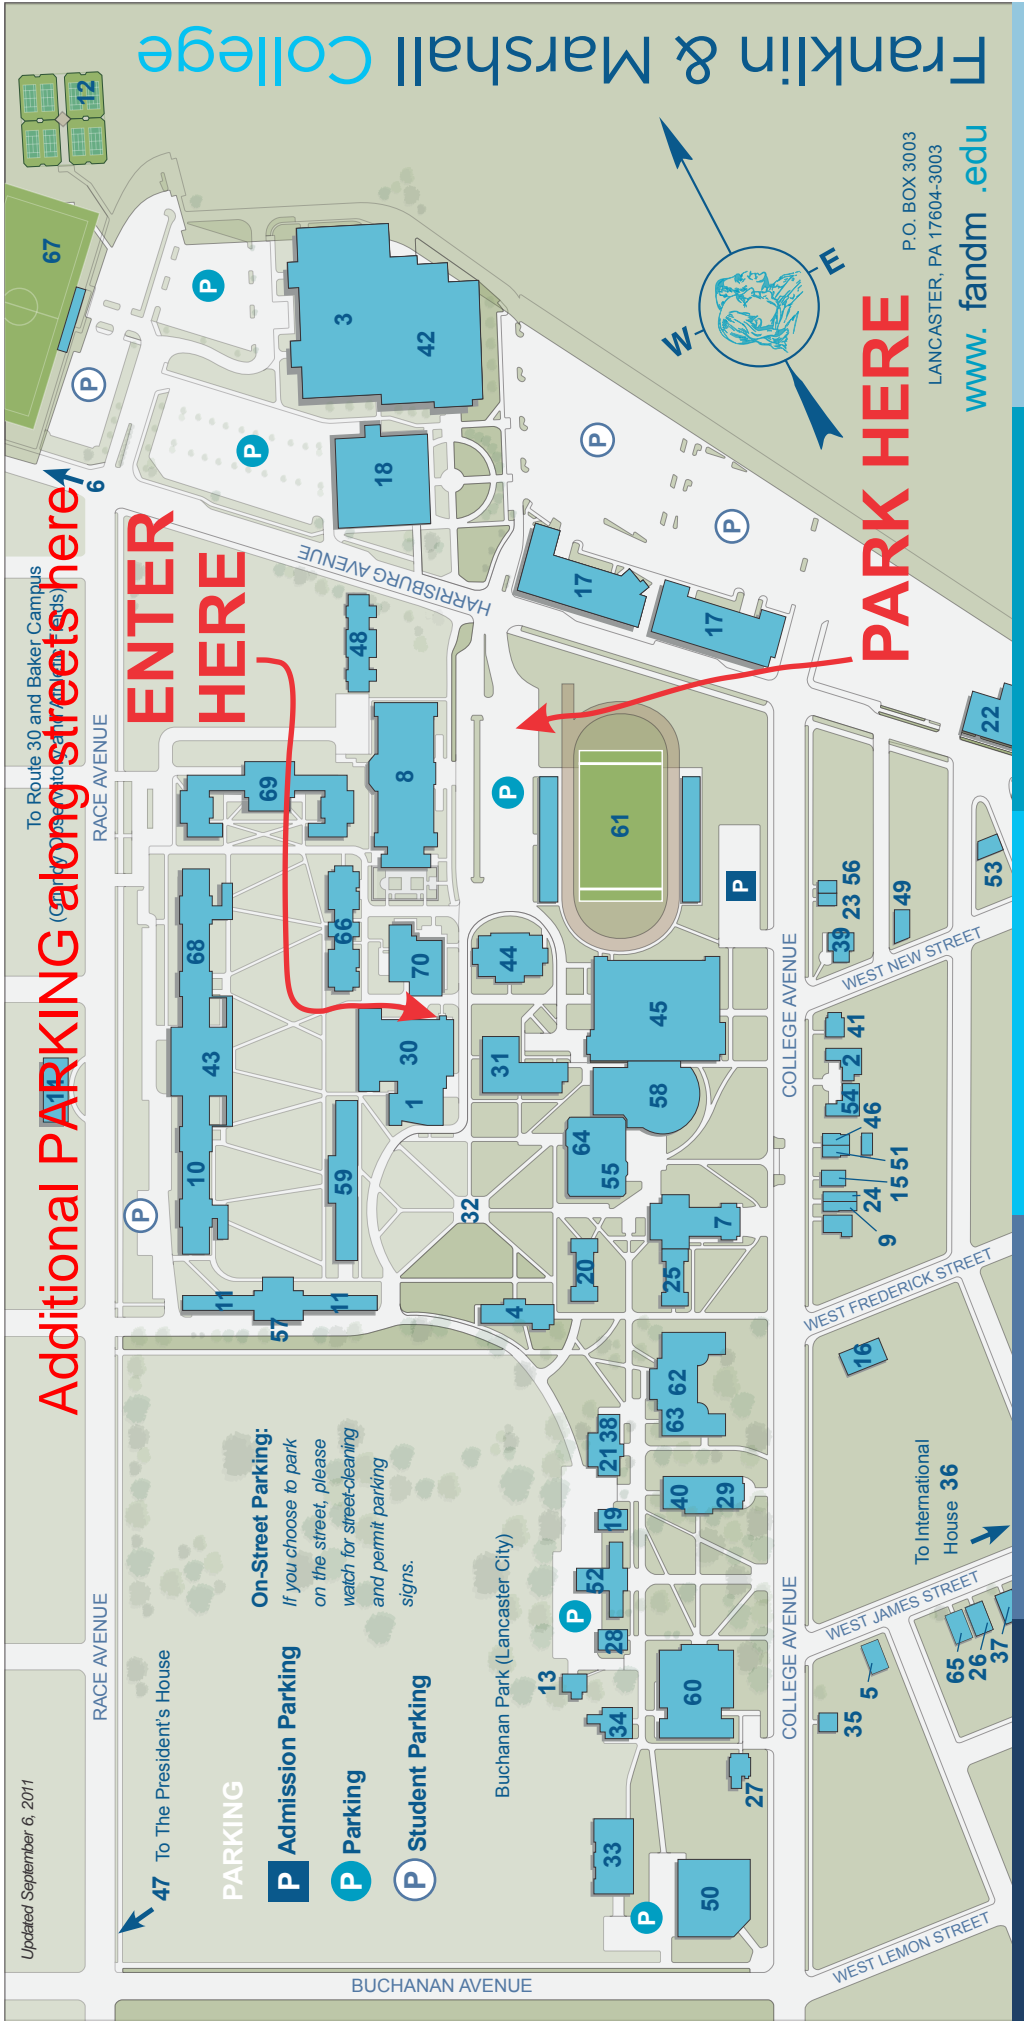 Franklin & Marshall College
P.O. BOX 3003
LANCASTER, PA 17604-3003
www. fandm .edu
W
E
PARK HERE
ENTER
HERE
Additional PARKING along streets here
To Route 30 and Baker Campus
RACE AVENUE
HARRISBURG AVENUE
COLLEGE AVENUE
WEST NEW STREET
WEST FREDERICK STREET
WEST JAMES STREET
COLLEGE AVENUE
WEST LEMON STREET
BUCHANAN AVENUE
RACE AVENUE
Updated September 6, 2011
47 To The President's House
PARKING
P Admission Parking
P Parking
P Student Parking
On-Street Parking:
If you choose to park
on the street, please
watch for street-cleaning
and permit parking
signs.
Buchanan Park (Lancaster City)
To International
House 36
12
67
P
P
P
6
3
42
18
P
P
17
17
22
48
8
69
68
66
70
43
30
1
10
59
11
11
57
P
14
P
61
P
44
31
45
58
64
55
32
20
4
7
25
62
63
38
21
19
52
28
P
13
34
40
29
60
27
33
50
P
53
49
56
23
39
41
2
54
46
51
15
24
9
16
5
35
65
26
37